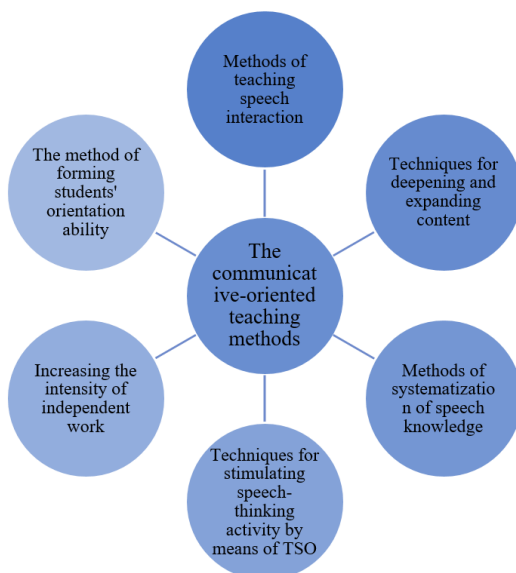 Methods of
teaching
speech
interaction
Techniques for
deepening and
expanding
content
Methods of
systematizatio
n of speech
knowledge
Techniques for
stimulating
speech-
thinking
activity by
means of TSO
Increasing the
intensity of
independent
work
The method of
forming
students'
orientation
ability
The
communicat
ive-oriented
teaching
methods